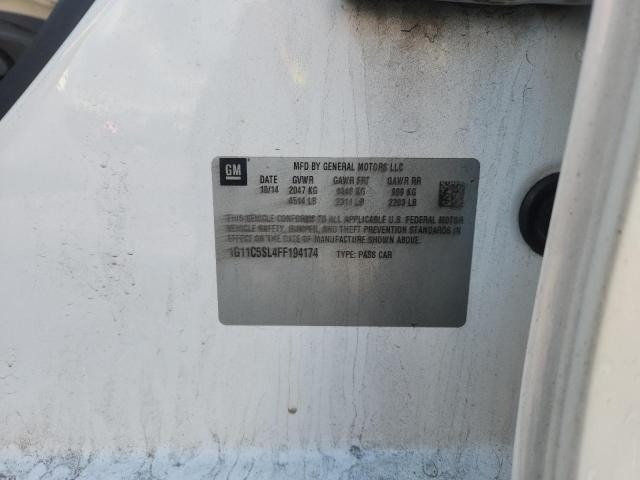 GM
MFD BY GENERAL MOTORS LLC
DATE GVWR GAWR FRT GAWR RR
10/14 2047 KG 1048 KG 999 KG
4514 LB 2311 LB 2203 LB
THIS VEHICLE CONFORMS TO ALL APPLICABLE U.S. FEDERAL MOTOR
VEHICLE SAFETY, BUMPER, AND THEFT PREVENTION STANDARDS
IN EFFECT ON THE DATE OF MANUFACTURE SHOWN ABOVE.
1G11C5SL4FF194174 TYPE: PASS CAR